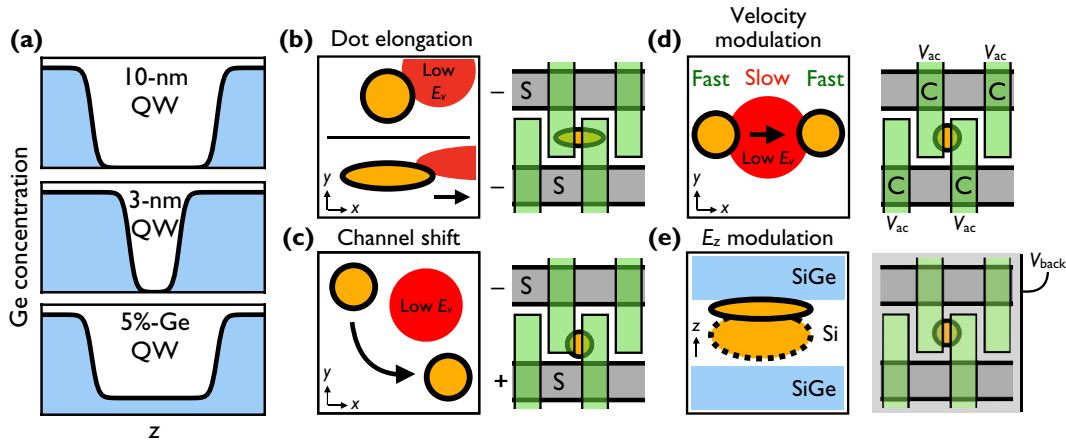 (a)
Ge concentration
10-nm
QW
3-nm
QW
5%-Ge
QW
z
(b) Dot elongation
Low
Eᵥ
y
x
– S
– S
(c) Channel shift
Low Eᵥ
y
x
– S
+ S
(d) Velocity
modulation
Fast Slow Fast
Low Eᵥ
y
x
Vac Vac
C C
C C
Vac Vac
(e) Ez modulation
SiGe
z
Si
SiGe
Vback